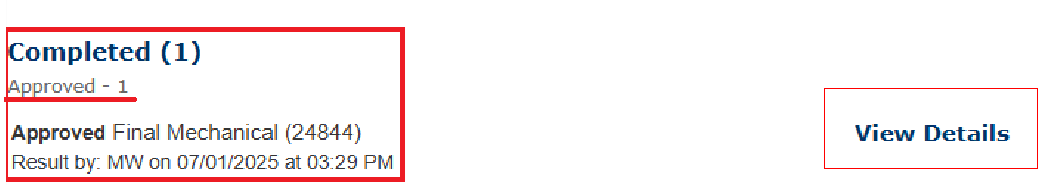 Completed (1)
Approved - 1
Approved Final Mechanical (24844)
Result by: MW on 07/01/2025 at 03:29 PM
View Details